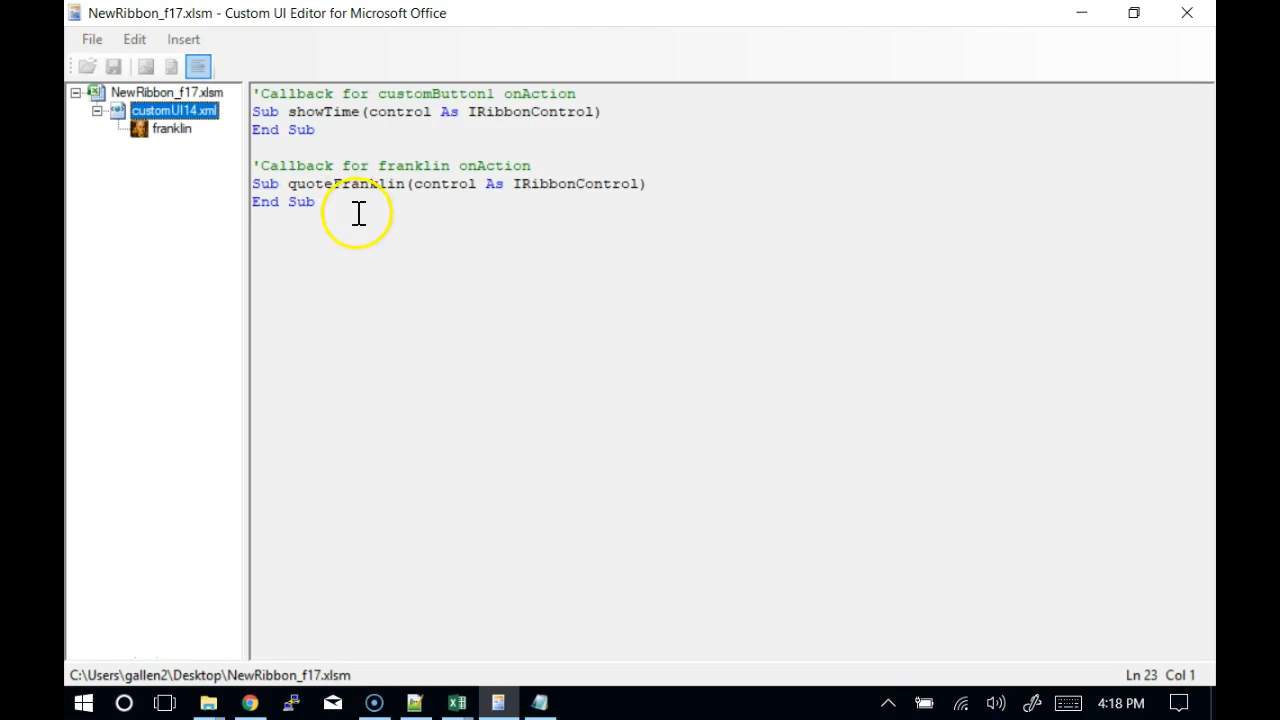 NewRibbon_f17.xlsm - Custom UI Editor for Microsoft Office
File Edit Insert
NewRibbon_f17.xlsm
customUI14.xml
franklin
'Callback for customButton1 onAction
Sub showTime(control As IRibbonControl)
End Sub
'Callback for franklin onAction
Sub quoteFranklin(control As IRibbonControl)
End Sub
C:\Users\gallen2\Desktop\NewRibbon_f17.xlsm
Ln 23 Col 1
4:18 PM